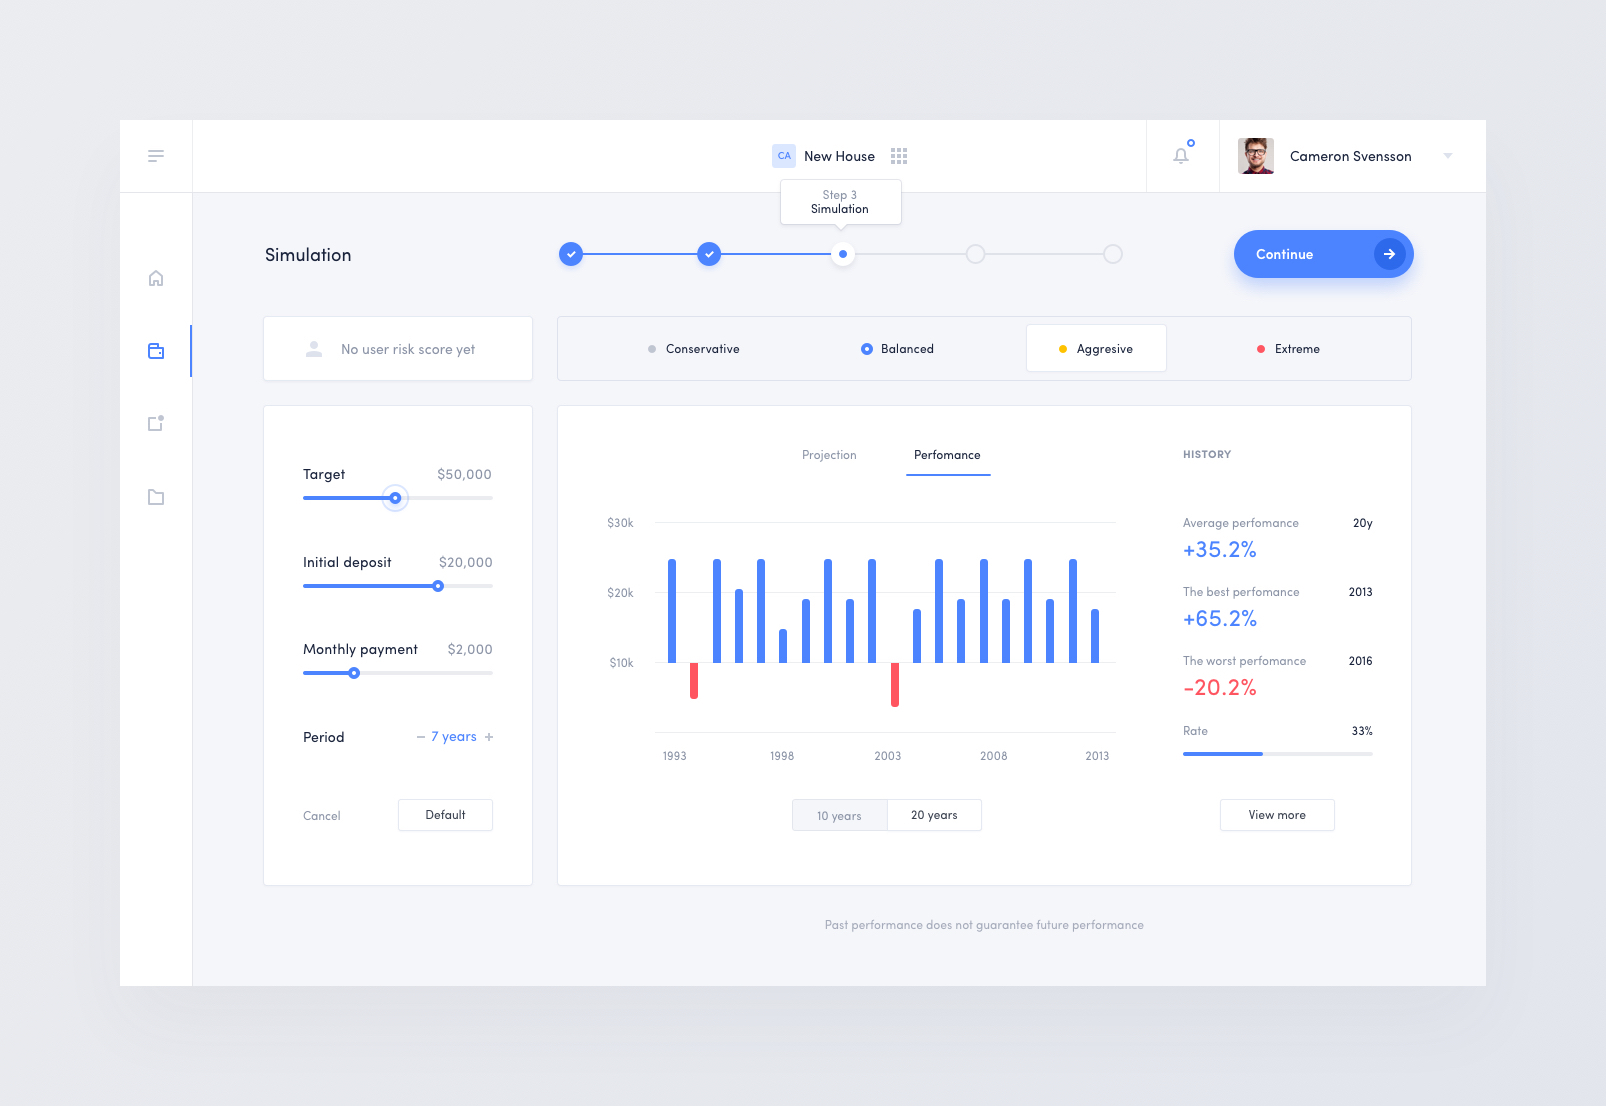 CA New House
Cameron Svensson
Step 3
Simulation
Simulation
Continue
No user risk score yet
Conservative
Balanced
Aggresive
Extreme
Target $50,000
Initial deposit $20,000
Monthly payment $2,000
Period − 7 years +
Cancel
Default
Projection
Perfomance
$30k
$20k
$10k
1993 1998 2003 2008 2013
10 years
20 years
HISTORY
Average perfomance 20y
+35.2%
The best perfomance 2013
+65.2%
The worst perfomance 2016
-20.2%
Rate 33%
View more
Past performance does not guarantee future performance